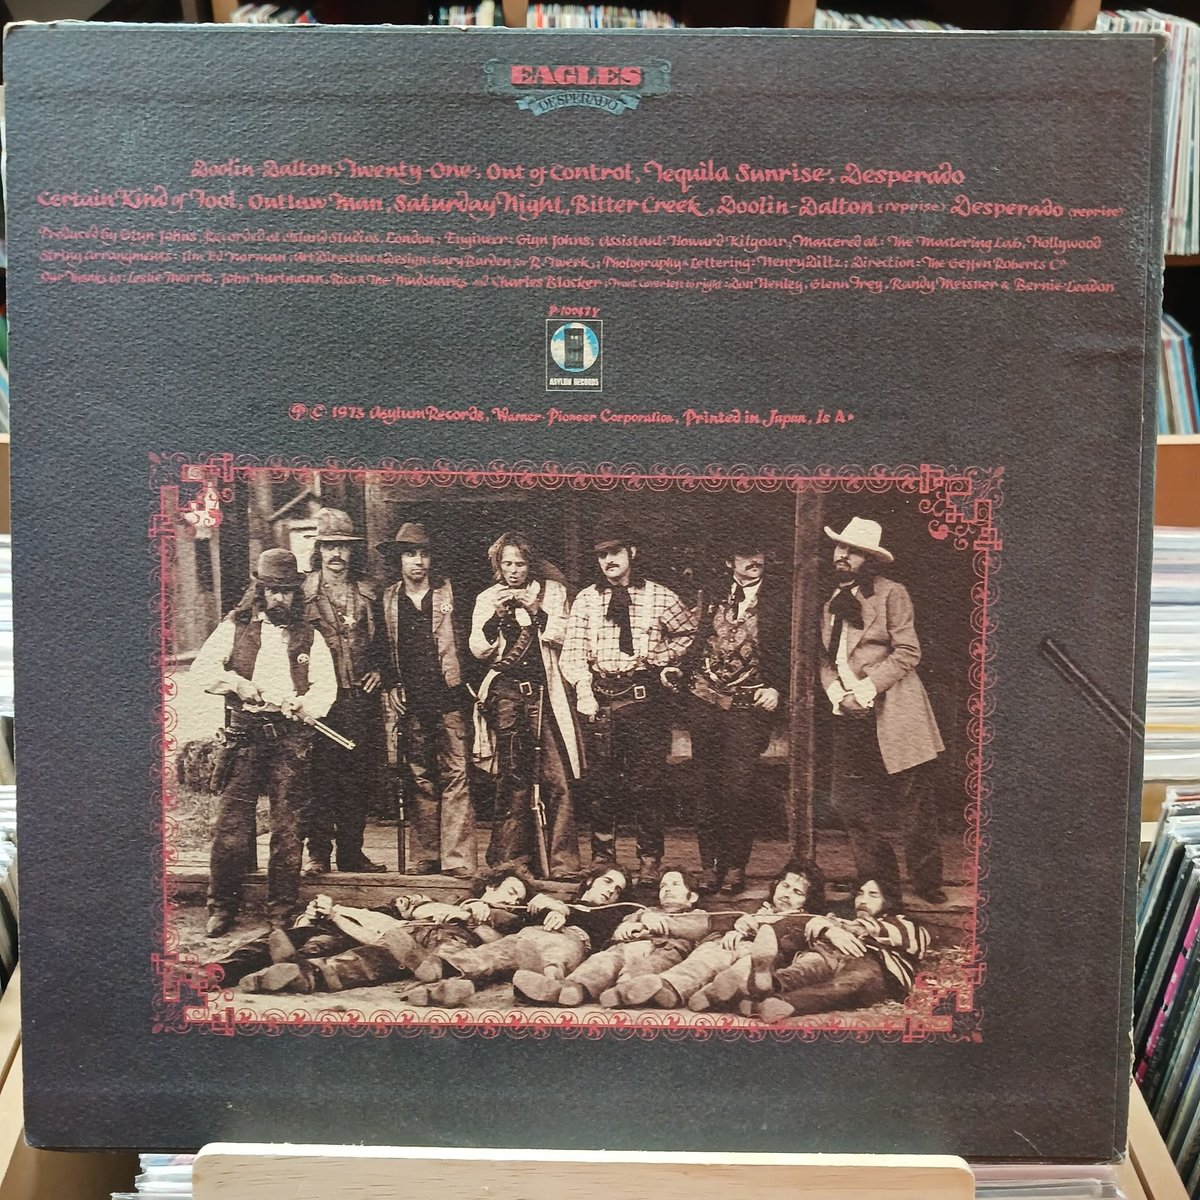 EAGLES
DESPERADO
Doolin-Dalton, Twenty-One, Out of Control, Tequila Sunrise, Desperado
Certain Kind of Fool, Outlaw Man, Saturday Night, Bitter Creek, Doolin-Dalton (reprise) Desperado (reprise)
Produced by Glyn Johns, Recorded at Island Studios, London; Engineer: Glyn Johns; Assistant: Howard Kilgour; Mastered at: The Mastering Lab, Hollywood
String Arrangements: Jim Ed Norman; Art Direction & Design: Gary Burden for R. Twerk; Photography & Lettering: Henry Diltz; Direction: The Geffen Roberts Co
Our Thanks to: Leslie Morris, John Hartmann, Rico & The Mudsharks and Charles Blocker; Front cover left to right: Don Henley, Glenn Frey, Randy Meisner & Bernie Leadon
P-10047Y
ASYLUM RECORDS
Ⓟ C 1973 Asylum Records, Warner-Pioneer Corporation, Printed in Japan, Is A*